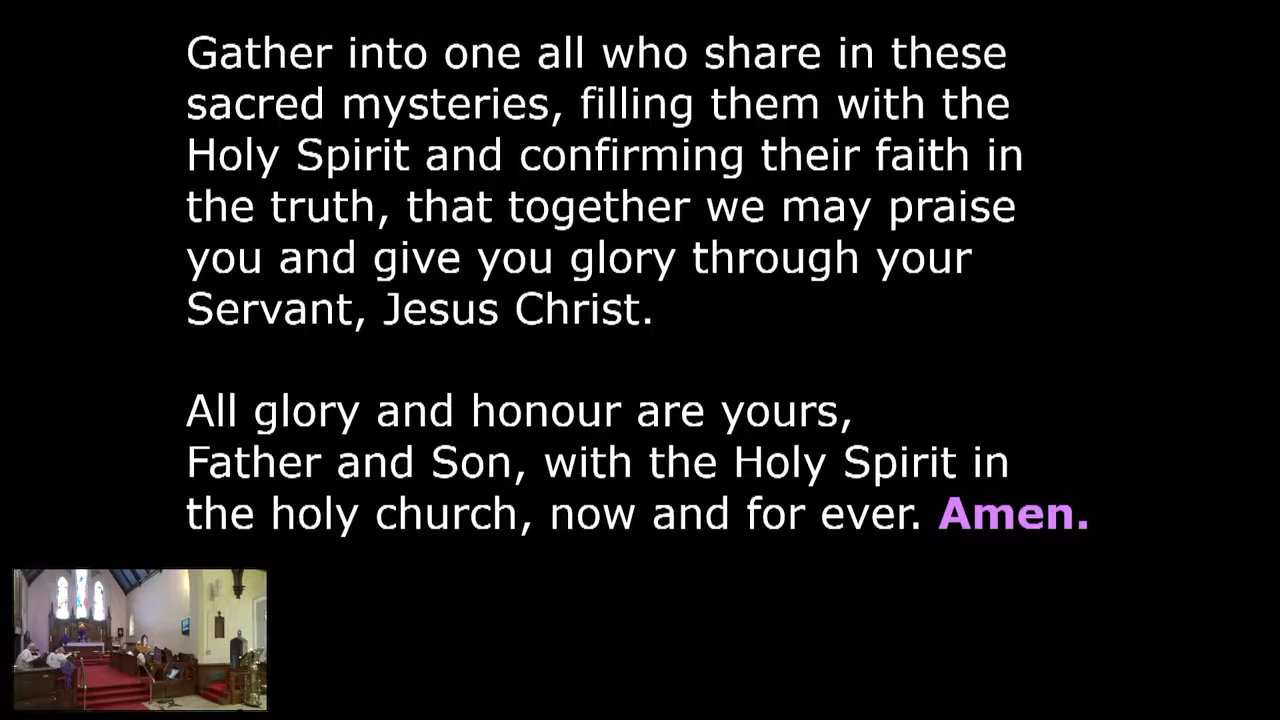 Gather into one all who share in these
sacred mysteries, filling them with the
Holy Spirit and confirming their faith in
the truth, that together we may praise
you and give you glory through your
Servant, Jesus Christ.
All glory and honour are yours,
Father and Son, with the Holy Spirit in
the holy church, now and for ever. Amen.